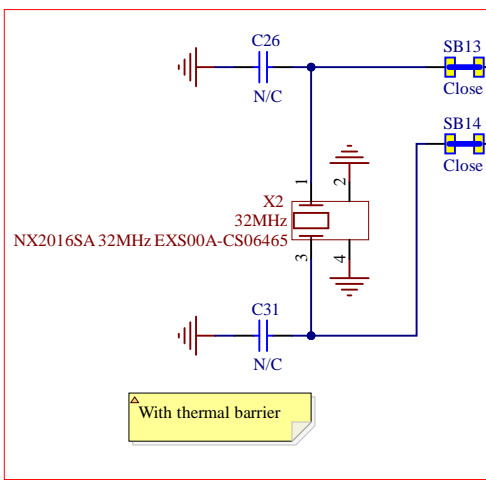 C26
N/C
SB13
Close
SB14
Close
1
2
X2
32MHz
NX2016SA 32MHz EXS00A-CS06465
3
4
C31
N/C
With thermal barrier